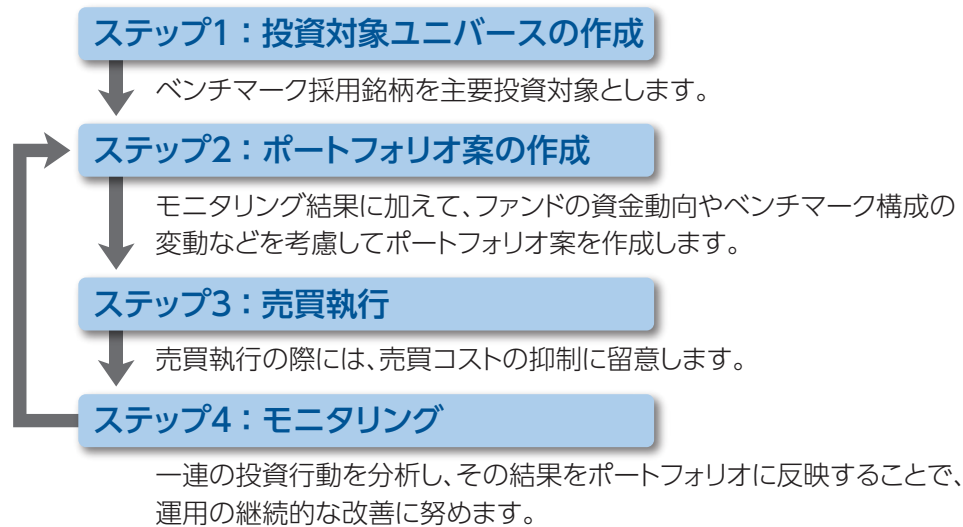 ステップ1：投資対象ユニバースの作成
ベンチマーク採用銘柄を主要投資対象とします。
ステップ2：ポートフォリオ案の作成
モニタリング結果に加えて、ファンドの資金動向やベンチマーク構成の
変動などを考慮してポートフォリオ案を作成します。
ステップ3：売買執行
売買執行の際には、売買コストの抑制に留意します。
ステップ4：モニタリング
一連の投資行動を分析し、その結果をポートフォリオに反映することで、
運用の継続的な改善に努めます。